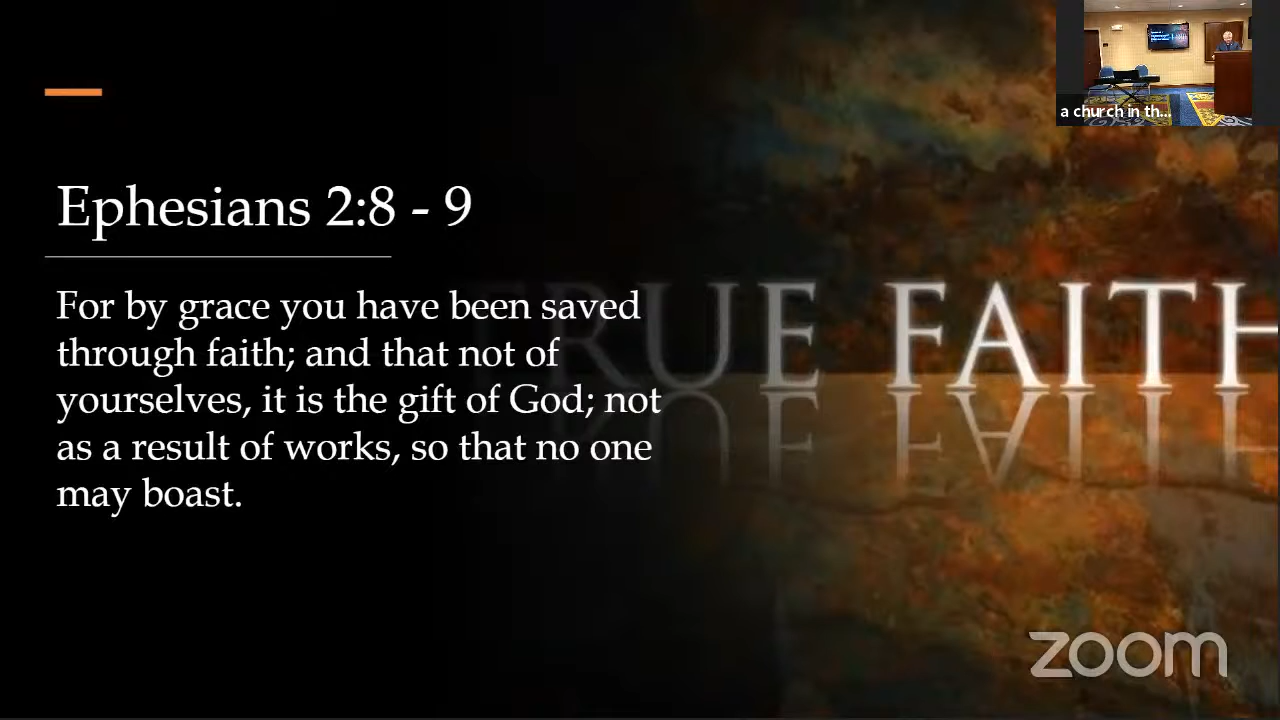 a church in th...
Ephesians 2:8 - 9
For by grace you have been saved
through faith; and that not of
yourselves, it is the gift of God; not
as a result of works, so that no one
may boast.
TRUE FAITH
zoom